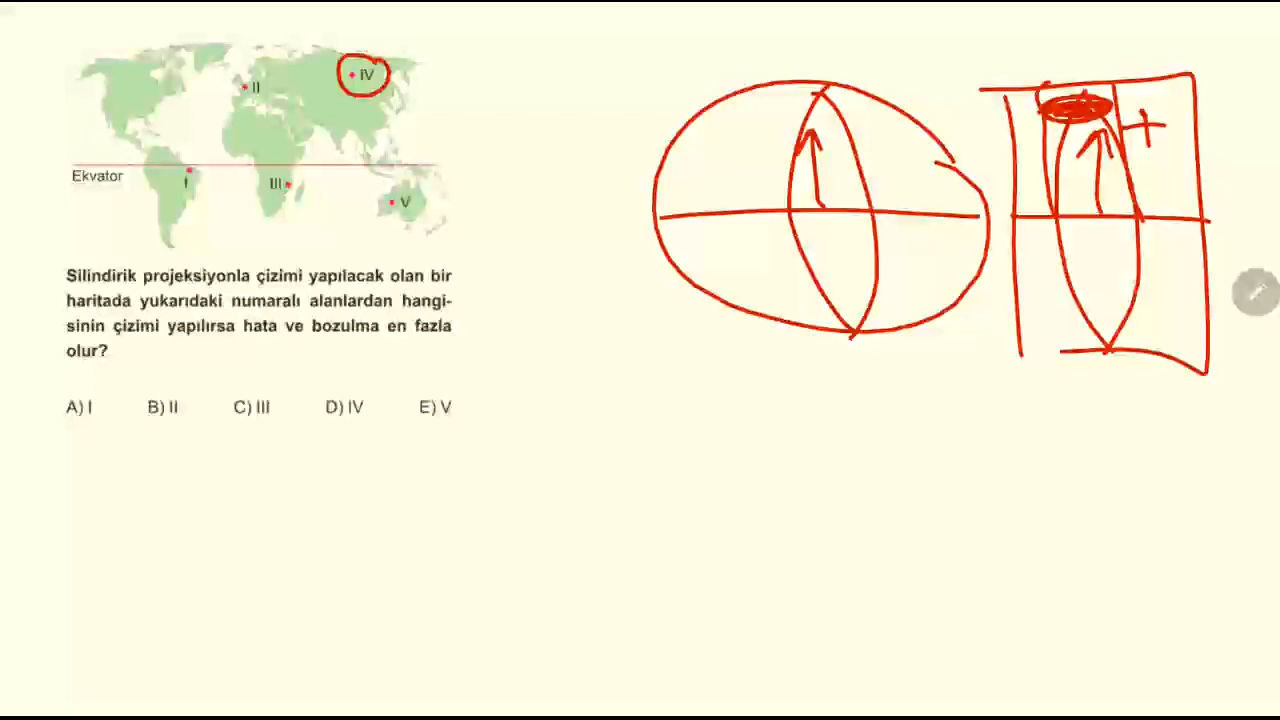 IV
II
Ekvator
I
III
V
Silindirik projeksiyonla çizimi yapılacak olan bir
haritada yukarıdaki numaralı alanlardan hangi-
sinin çizimi yapılırsa hata ve bozulma en fazla
olur?
A) I B) II C) III D) IV E) V
+